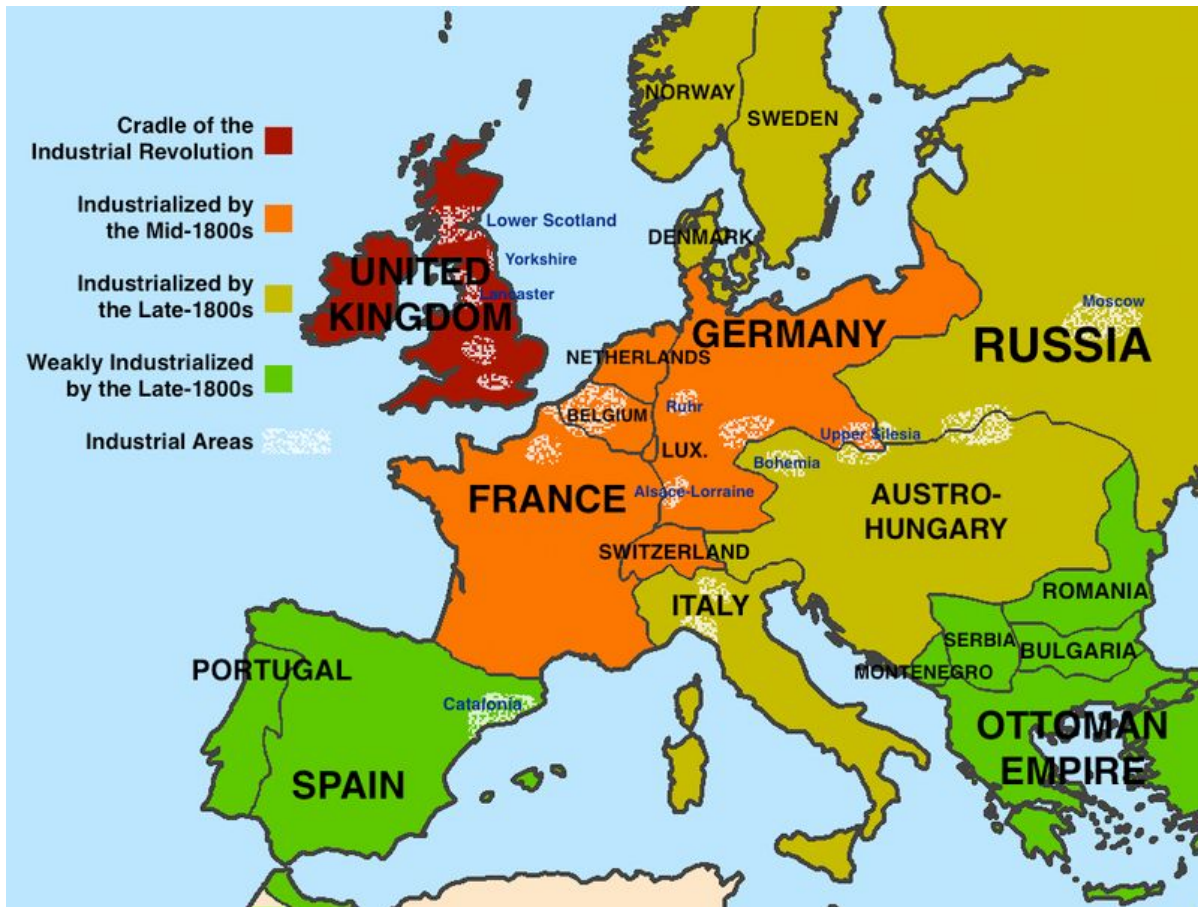 Cradle of the
Industrial Revolution
Industrialized by
the Mid-1800s
Industrialized by
the Late-1800s
Weakly Industrialized
by the Late-1800s
Industrial Areas
NORWAY
SWEDEN
DENMARK
Lower Scotland
Yorkshire
Lancaster
UNITED
KINGDOM
Moscow
RUSSIA
GERMANY
NETHERLANDS
BELGIUM
Ruhr
LUX.
Upper Silesia
Bohemia
Alsace-Lorraine
FRANCE
AUSTRO-
HUNGARY
SWITZERLAND
ITALY
ROMANIA
SERBIA
BULGARIA
MONTENEGRO
PORTUGAL
Catalonia
SPAIN
OTTOMAN
EMPIRE